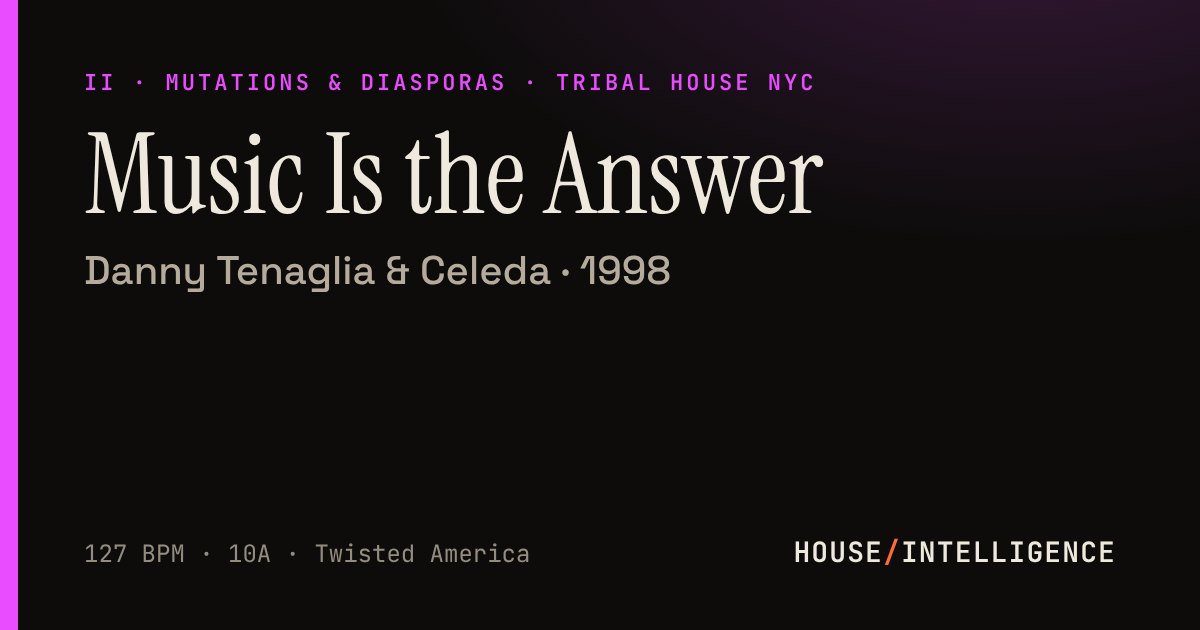 II · MUTATIONS & DIASPORAS · TRIBAL HOUSE NYC
Music Is the Answer
Danny Tenaglia & Celeda · 1998
127 BPM · 10A · Twisted America
HOUSE/INTELLIGENCE